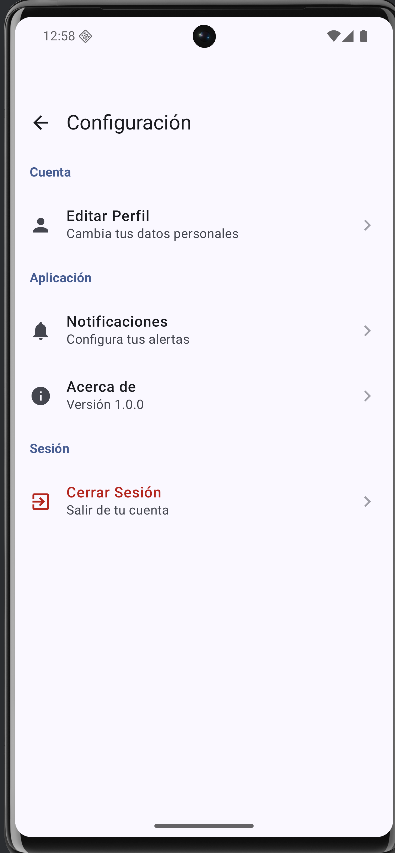 12:58
Configuración
Cuenta
Editar Perfil
Cambia tus datos personales
Aplicación
Notificaciones
Configura tus alertas
Acerca de
Versión 1.0.0
Sesión
Cerrar Sesión
Salir de tu cuenta